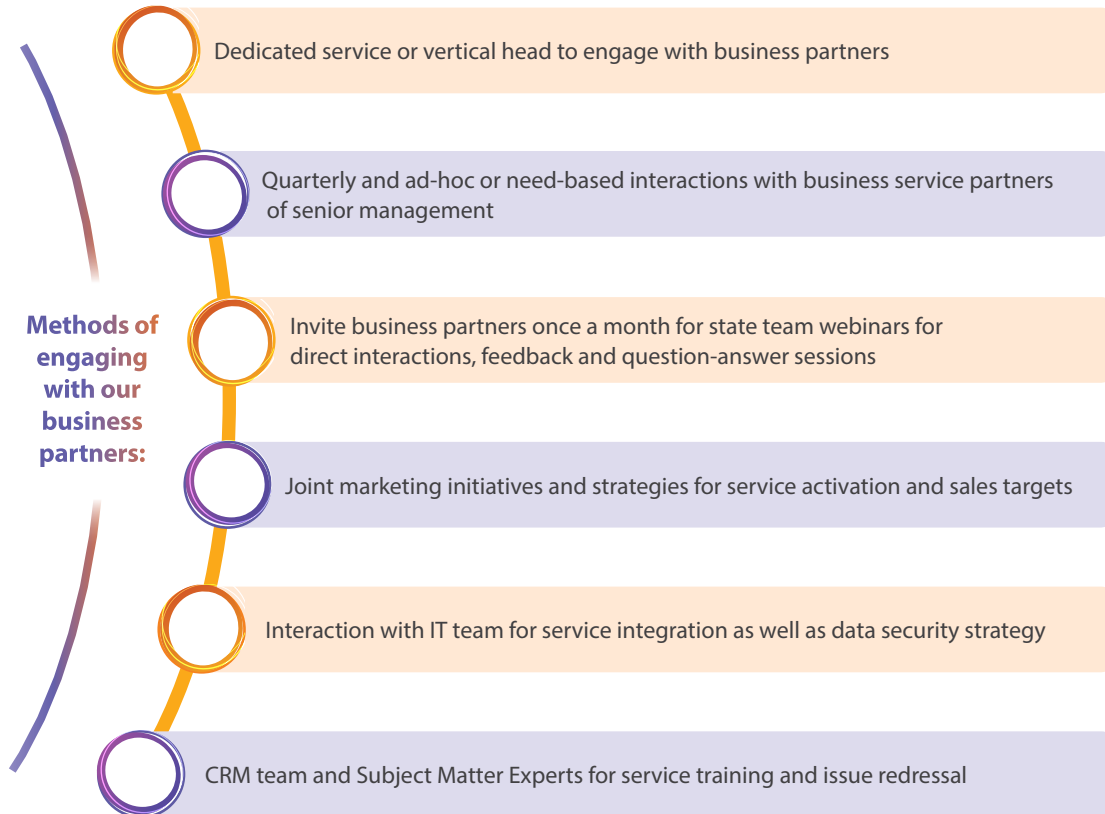 Dedicated service or vertical head to engage with business partners
Quarterly and ad-hoc or need-based interactions with business service partners
of senior management
Methods of
engaging
with our
business
partners:
Invite business partners once a month for state team webinars for
direct interactions, feedback and question-answer sessions
Joint marketing initiatives and strategies for service activation and sales targets
Interaction with IT team for service integration as well as data security strategy
CRM team and Subject Matter Experts for service training and issue redressal